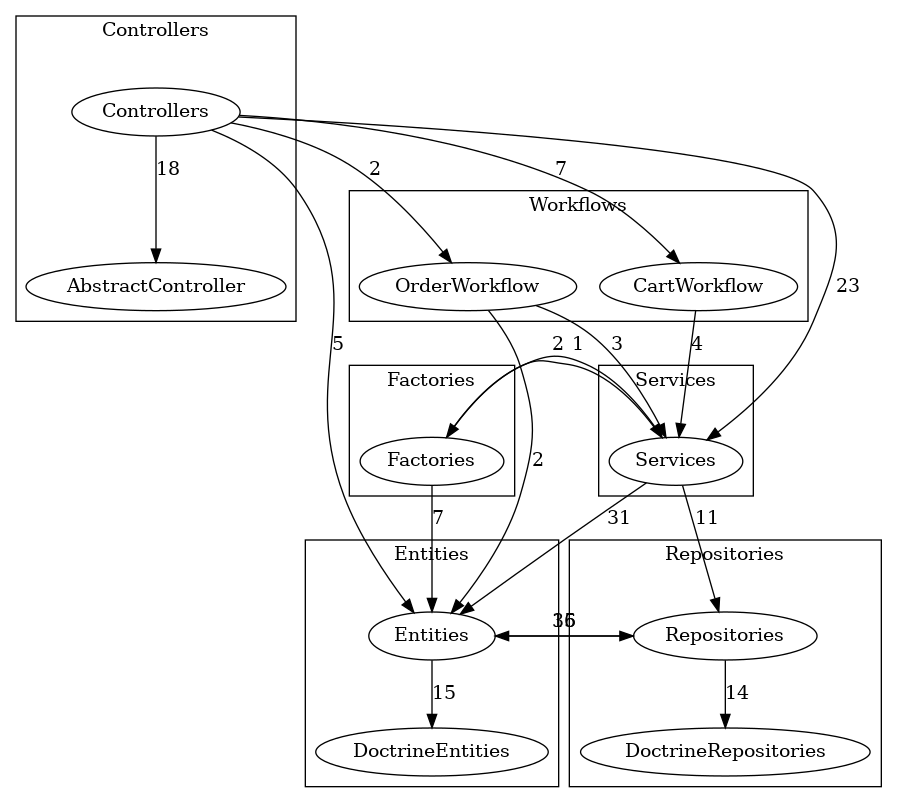 Controllers
Controllers
18
2
7
Workflows
AbstractController
OrderWorkflow
CartWorkflow
23
5
2
1
3
4
Factories
Services
Factories
Services
2
7
31
11
Entities
Repositories
Entities
Repositories
15
14
DoctrineEntities
DoctrineRepositories